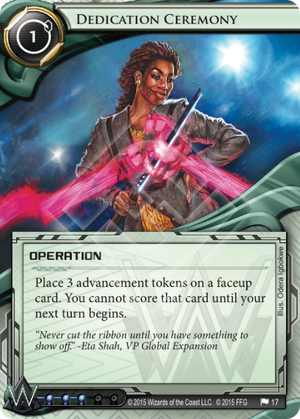 DEDICATION CEREMONY
1
OPERATION
Place 3 advancement tokens on a faceup
card. You cannot score that card until your
next turn begins.
"Never cut the ribbon until you have something to
show off." -Eta Shah, VP Global Expansion
Illus. Odera Igbokwe
© 2015 Wizards of the Coast LLC. © 2015 FFG
17